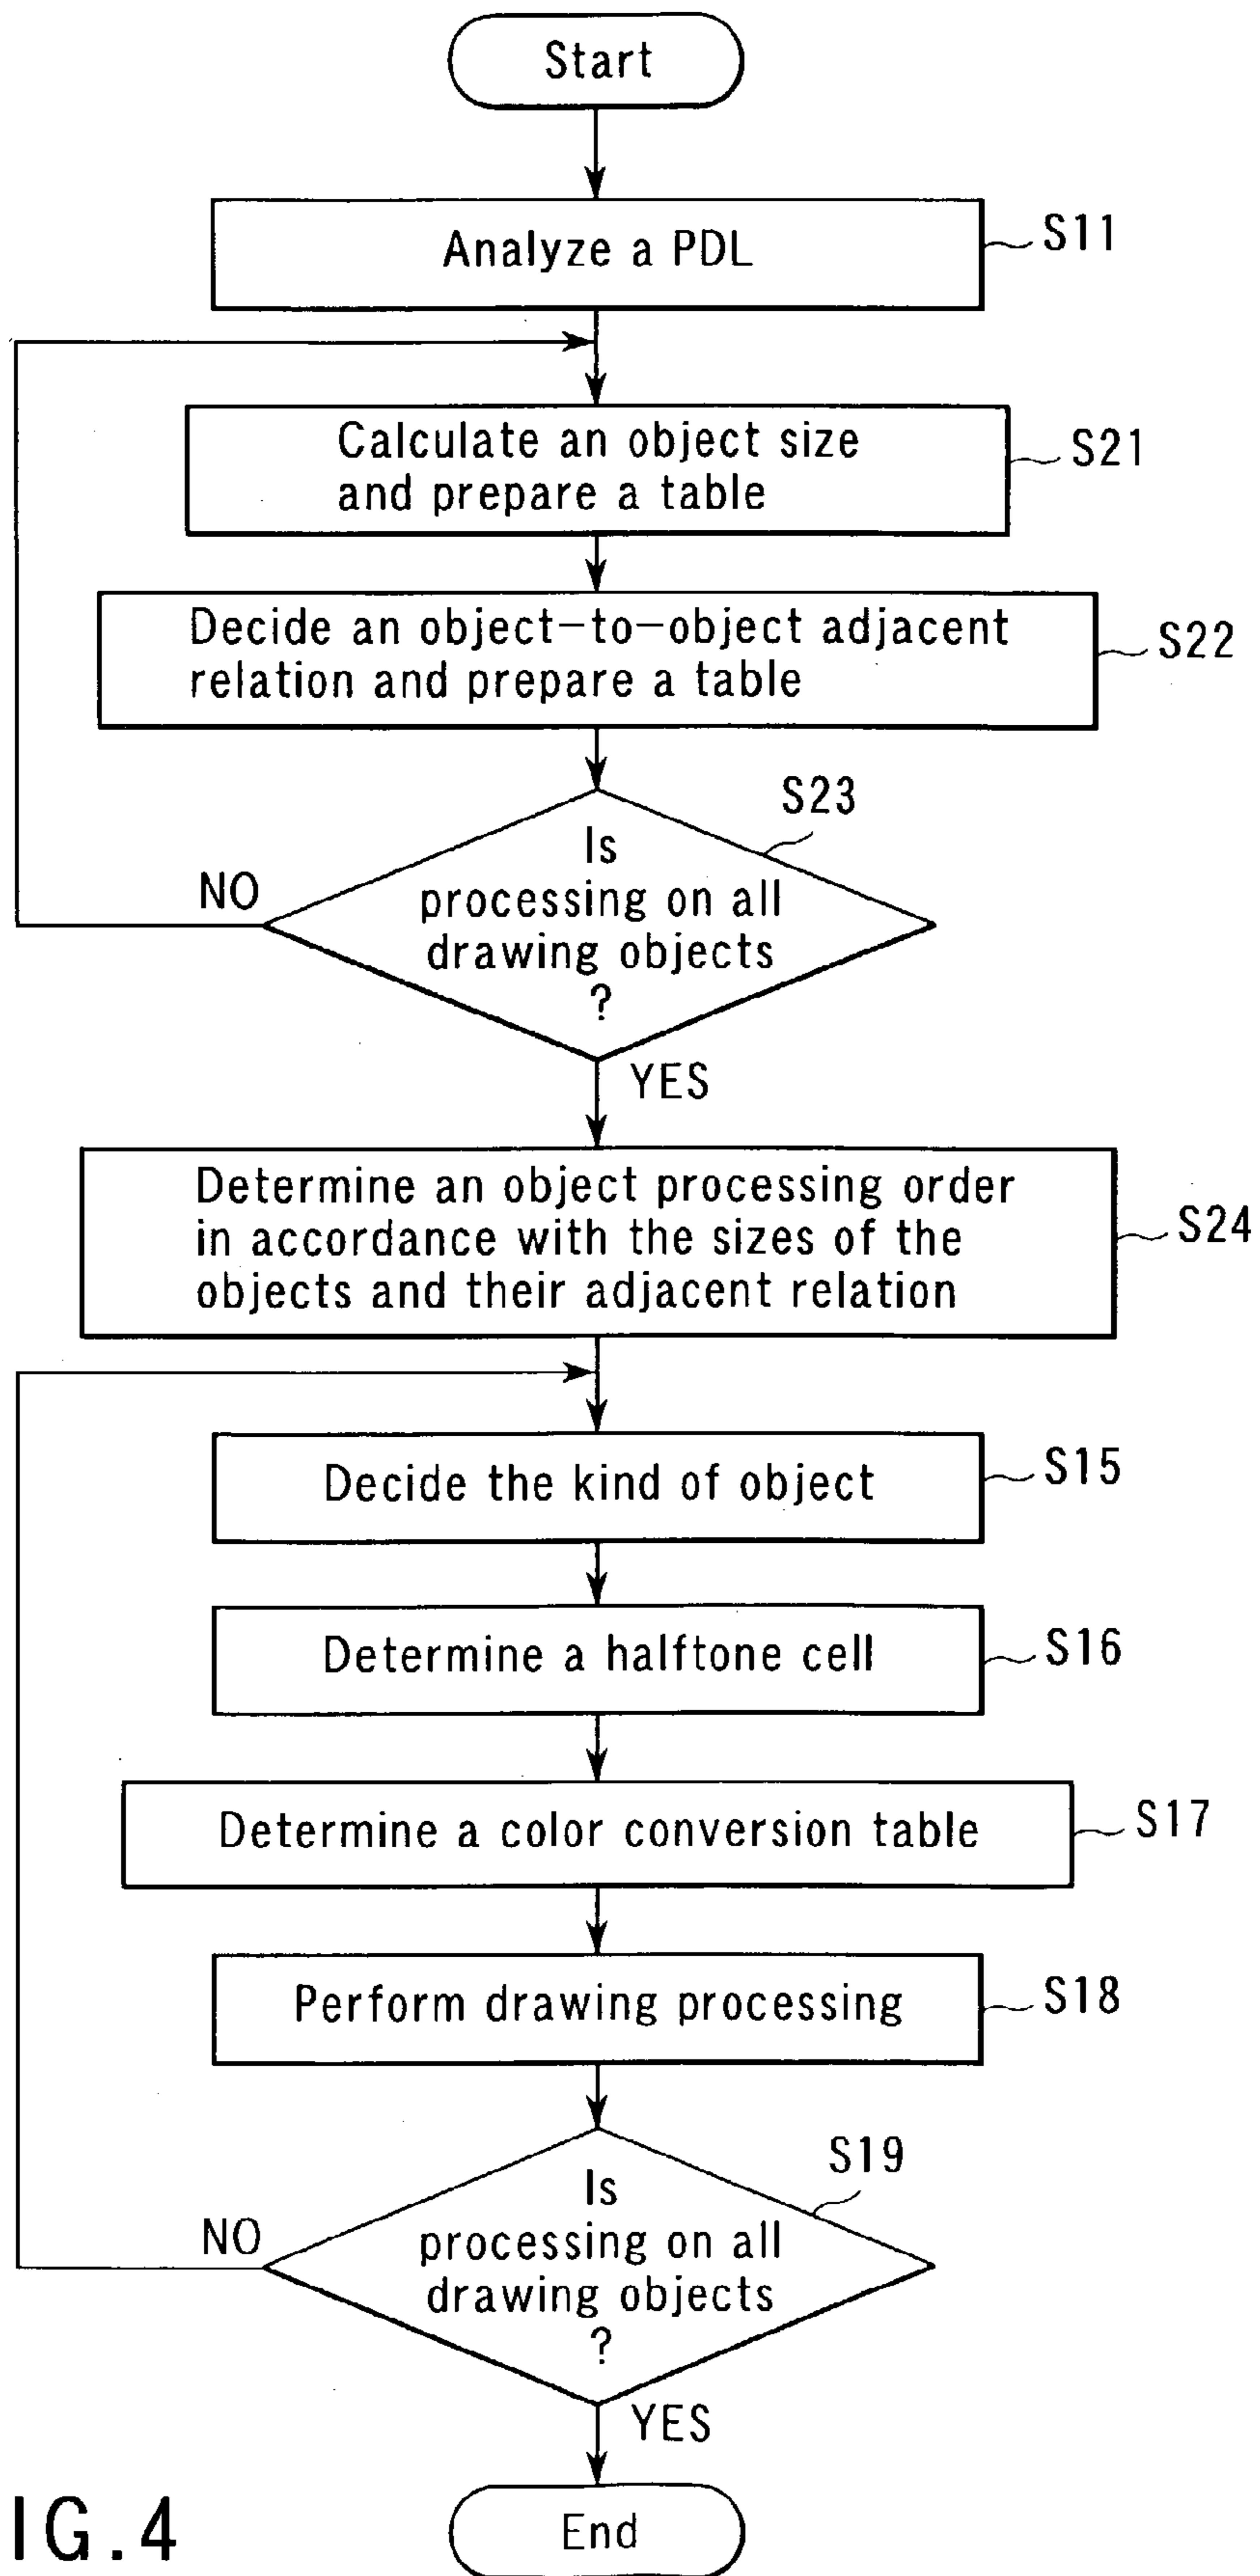 Start
Analyze a PDL
S11
Calculate an object size
and prepare a table
S21
Decide an object-to-object adjacent
relation and prepare a table
S22
S23
Is
processing on all
drawing objects
?
NO
YES
Determine an object processing order
in accordance with the sizes of the
objects and their adjacent relation
S24
Decide the kind of object
S15
Determine a halftone cell
S16
Determine a color conversion table
S17
Perform drawing processing
S18
S19
Is
processing on all
drawing objects
?
NO
YES
End
IG.4